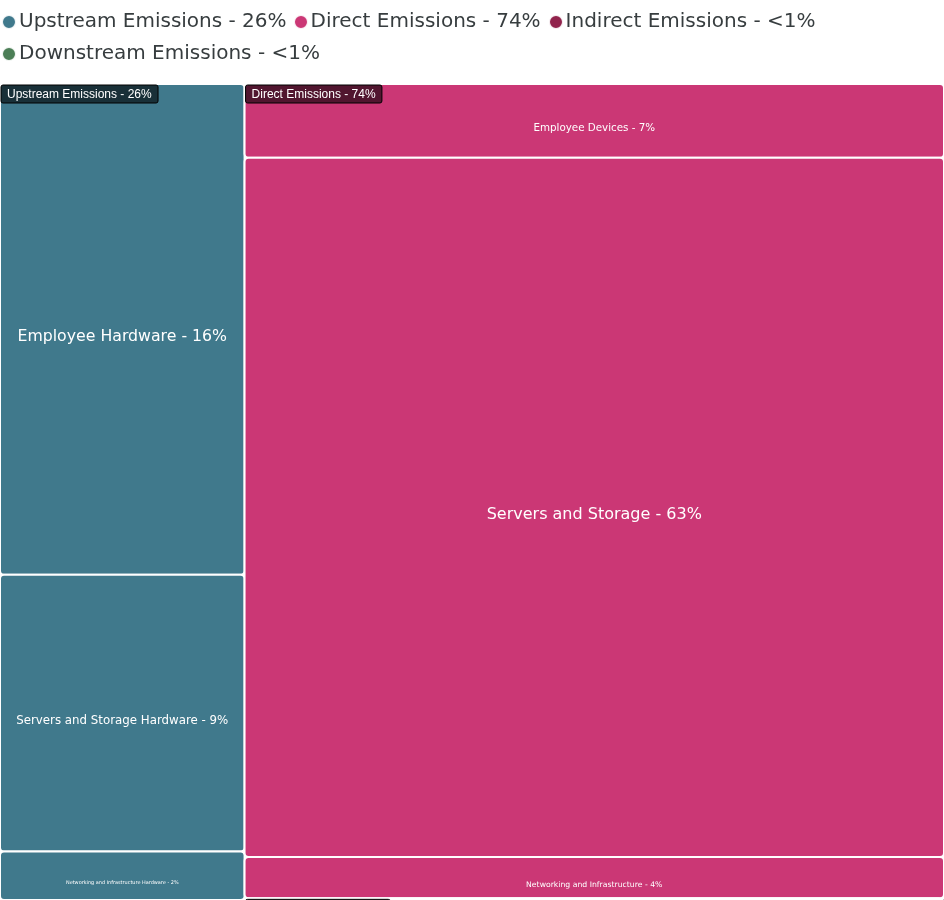 Upstream Emissions - 26% Direct Emissions - 74% Indirect Emissions - <1%
Downstream Emissions - <1%
Upstream Emissions - 26%
Direct Emissions - 74%
Employee Devices - 7%
Employee Hardware - 16%
Servers and Storage - 63%
Servers and Storage Hardware - 9%
Networking and Infrastructure Hardware - 2%
Networking and Infrastructure - 4%